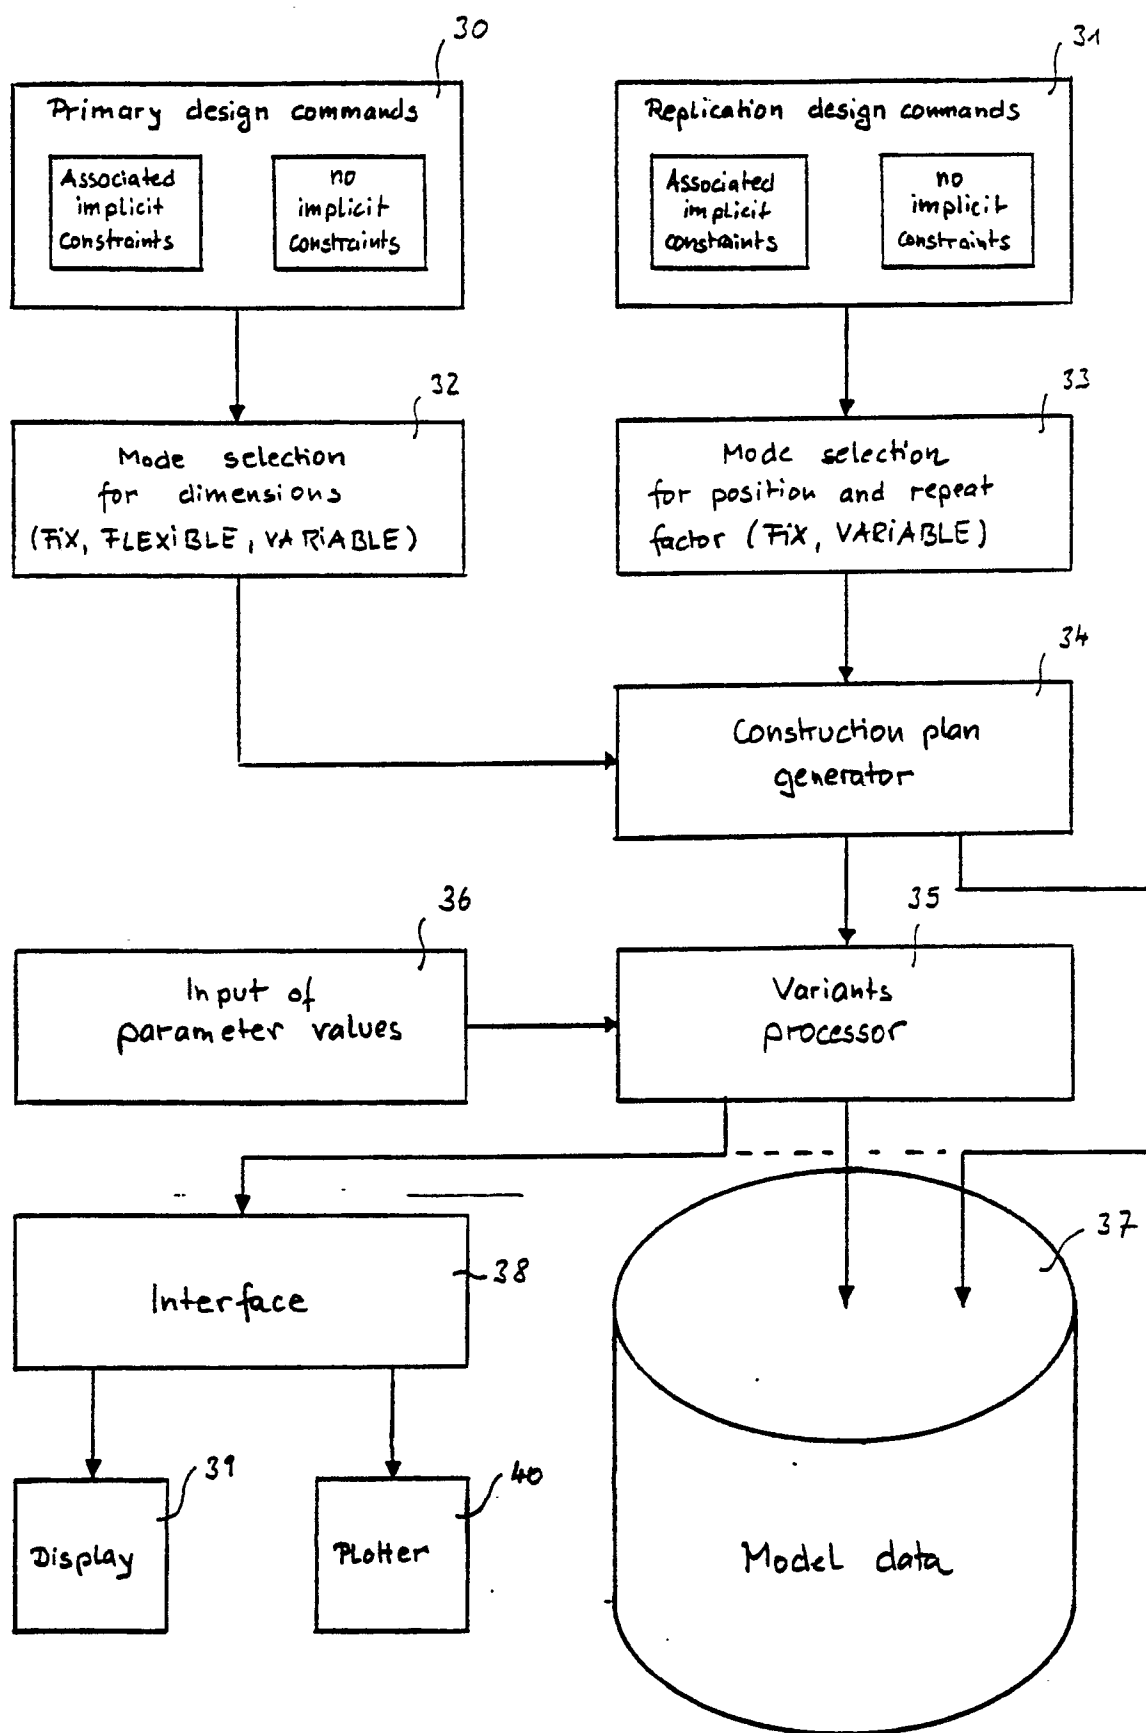 30
Primary design commands
Associated
implicit
constraints
no
implicit
constraints
31
Replication design commands
Associated
implicit
constraints
no
implicit
constraints
32
Mode selection
for dimensions
(FiX, FLEXiBLE, VARiABLE)
33
Mode selection
for position and repeat
factor (FiX, VARiABLE)
34
Construction plan
generator
36
Input of
parameter values
35
Variants
processor
38
Interface
37
Model data
39
Display
40
Plotter